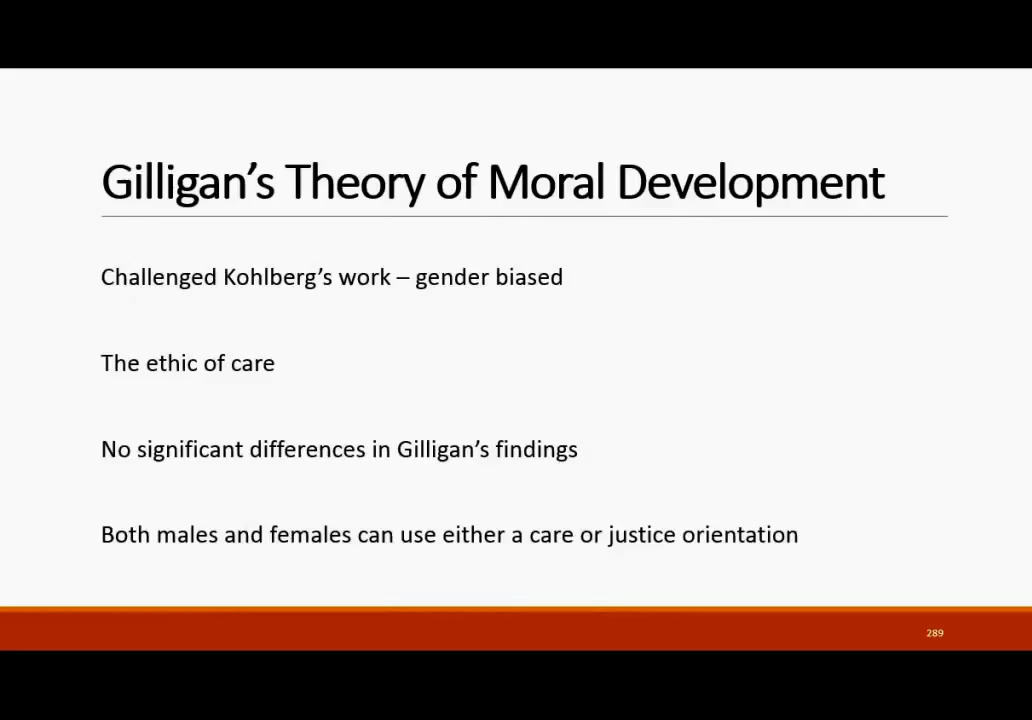 Gilligan’s Theory of Moral Development
Challenged Kohlberg’s work – gender biased
The ethic of care
No significant differences in Gilligan’s findings
Both males and females can use either a care or justice orientation
289